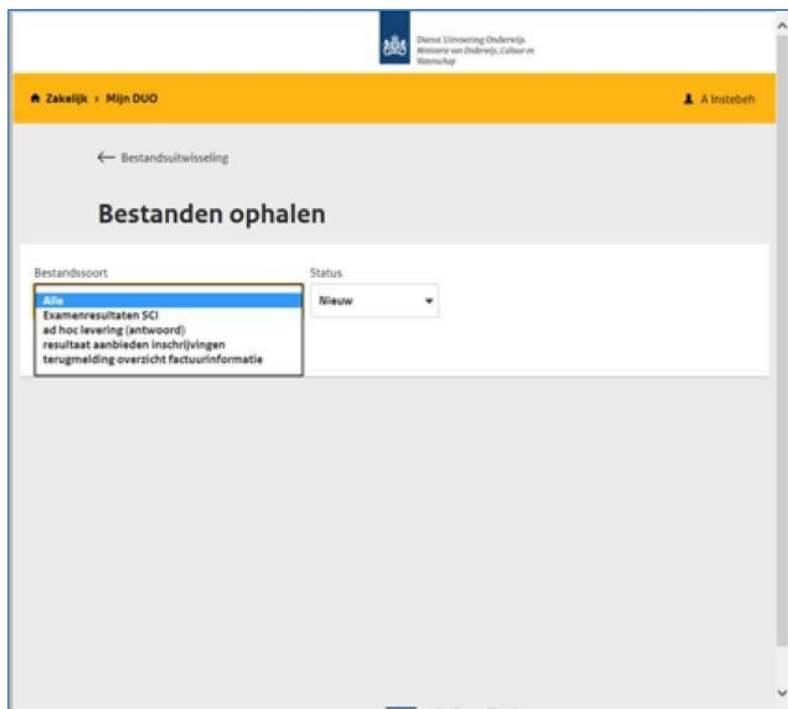 Dienst Uitvoering Onderwijs
Ministerie van Onderwijs, Cultuur en
Wetenschap
Zakelijk › Mijn DUO
A Instebeh
← Bestandsuitwisseling
Bestanden ophalen
Bestandssoort
Status
Alle
Nieuw
Examenresultaten SCI
ad hoc levering (antwoord)
resultaat aanbieden inschrijvingen
terugmelding overzicht factuurinformatie